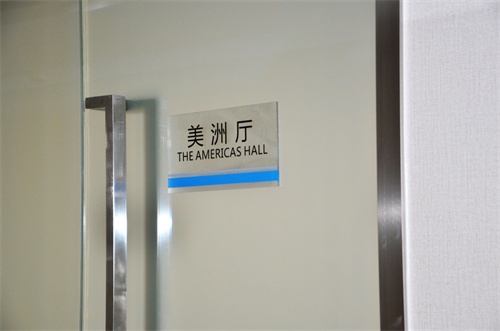 美洲厅
THE AMERICAS HALL